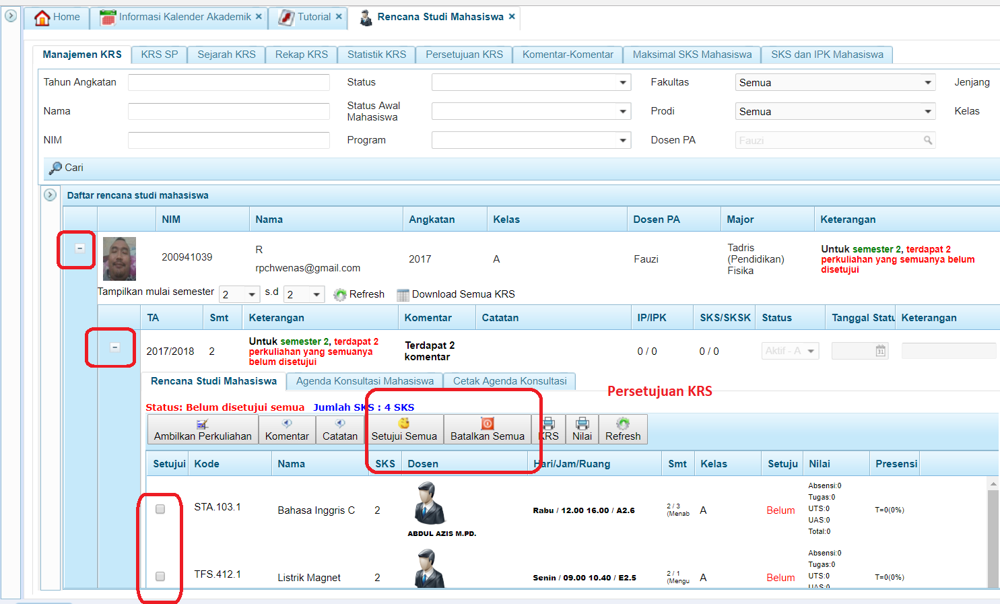 Home
Informasi Kalender Akademik
Tutorial
Rencana Studi Mahasiswa
Manajemen KRS
KRS SP
Sejarah KRS
Rekap KRS
Statistik KRS
Persetujuan KRS
Komentar-Komentar
Maksimal SKS Mahasiswa
SKS dan IPK Mahasiswa
Tahun Angkatan
Status
Fakultas
Semua
Jenjang
Nama
Status Awal
Mahasiswa
Prodi
Semua
Kelas
NIM
Program
Dosen PA
Fauzi
Cari
Daftar rencana studi mahasiswa
NIM
Nama
Angkatan
Kelas
Dosen PA
Major
Keterangan
200941039
R
rpchwenas@gmail.com
2017
A
Fauzi
Tadris
(Pendidikan)
Fisika
Untuk semester 2, terdapat 2
perkuliahan yang semuanya belum
disetujui
Tampilkan mulai semester 2 s.d 2 Refresh Download Semua KRS
TA
Smt
Keterangan
Komentar
Catatan
IP/IPK
SKS/SKSK
Status
Tanggal Statu
Keterangan
2017/2018
2
Untuk semester 2, terdapat 2
perkuliahan yang semuanya
belum disetujui
Terdapat 2
komentar
0 / 0
0 / 0
Aktif - A
31
Rencana Studi Mahasiswa
Agenda Konsultasi Mahasiswa
Cetak Agenda Konsultasi
Persetujuan KRS
Status: Belum disetujui semua Jumlah SKS : 4 SKS
Ambilkan Perkuliahan
Komentar
Catatan
Setujui Semua
Batalkan Semua
KRS
Nilai
Refresh
Setujui
Kode
Nama
SKS
Dosen
Hari/Jam/Ruang
Smt
Kelas
Setuju
Nilai
Presensi
STA.103.1
Bahasa Inggris C
2
ABDUL AZIS M.PD.
Rabu / 12.00 16.00 / A2.6
2 / 3
(Menab
A
Belum
Absensi:0
Tugas:0
UTS:0
UAS:0
Total:0
T=0(0%)
TFS.412.1
Listrik Magnet
2
Senin / 09.00 10.40 / E2.5
2 / 1
(Mengu
A
Belum
Absensi:0
Tugas:0
UTS:0
UAS:0
T=0(0%)